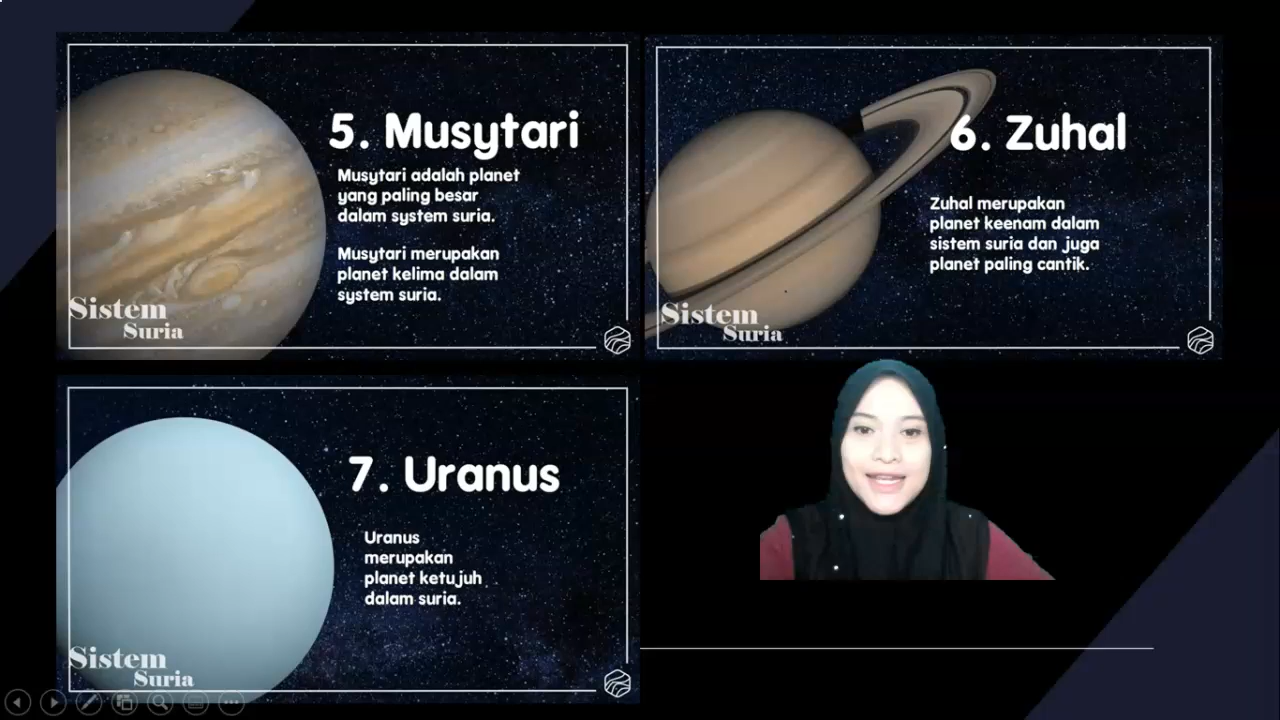 5. Musytari
Musytari adalah planet
yang paling besar
dalam system suria.
Musytari merupakan
planet kelima dalam
system suria.
Sistem
Suria
6. Zuhal
Zuhal merupakan
planet keenam dalam
sistem suria dan juga
planet paling cantik.
Sistem
Suria
7. Uranus
Uranus
merupakan
planet ketujuh
dalam suria.
Sistem
Suria